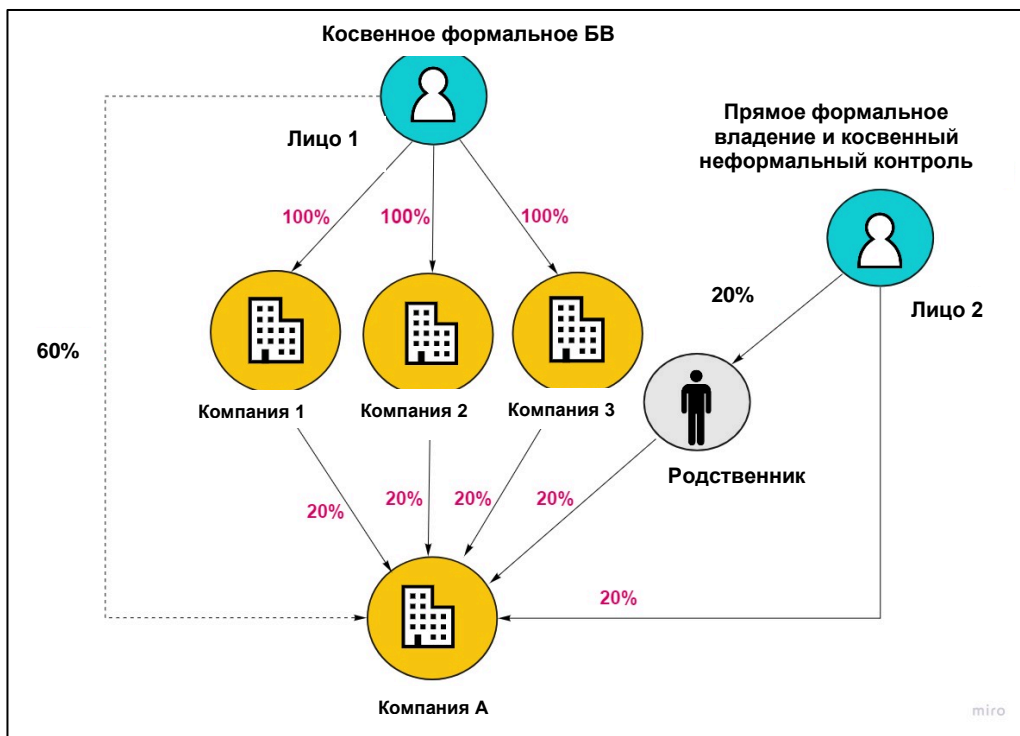 Косвенное формальное БВ
Лицо 1
Прямое формальное
владение и косвенный
неформальный контроль
100%
100%
100%
20%
Лицо 2
60%
Компания 1
Компания 2
Компания 3
Родственник
20%
20%
20%
20%
20%
Компания А
miro